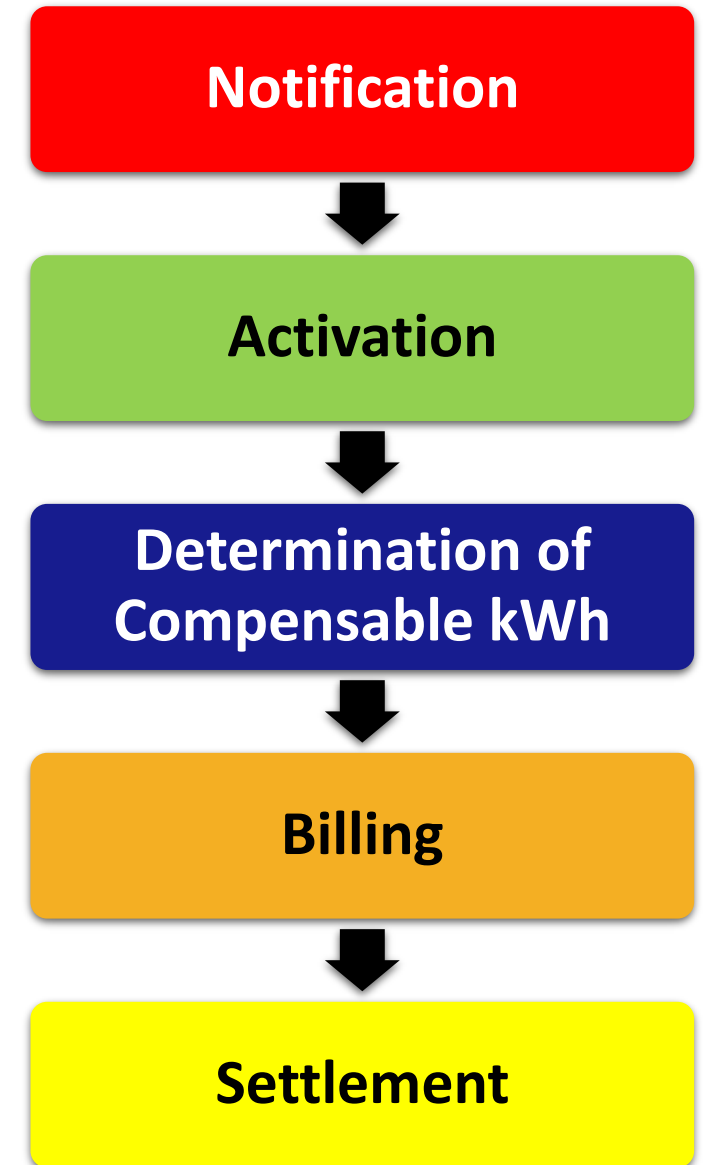 Notification
Activation
Determination of
Compensable kWh
Billing
Settlement